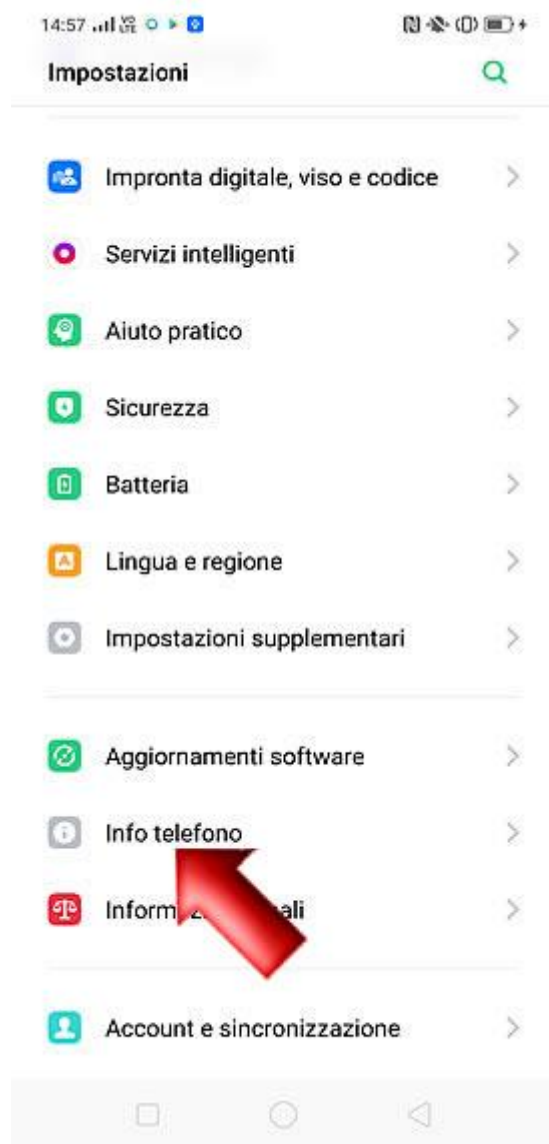 14:57
Impostazioni
Impronta digitale, viso e codice
Servizi intelligenti
Aiuto pratico
Sicurezza
Batteria
Lingua e regione
Impostazioni supplementari
Aggiornamenti software
Info telefono
Account e sincronizzazione